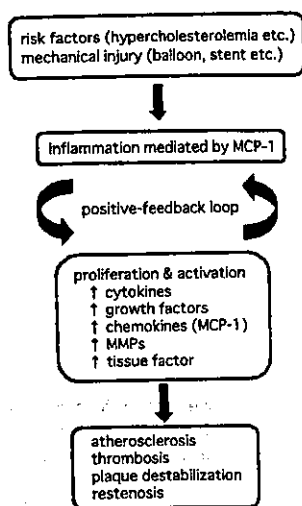 risk factors (hypercholesterolemia etc.)
mechanical injury (balloon, stent etc.)
inflammation mediated by MCP-1
positive-feedback loop
proliferation & activation
↑ cytokines
↑ growth factors
↑ chemokines (MCP-1)
↑ MMPs
↑ tissue factor
atherosclerosis
thrombosis
plaque destabilization
restenosis